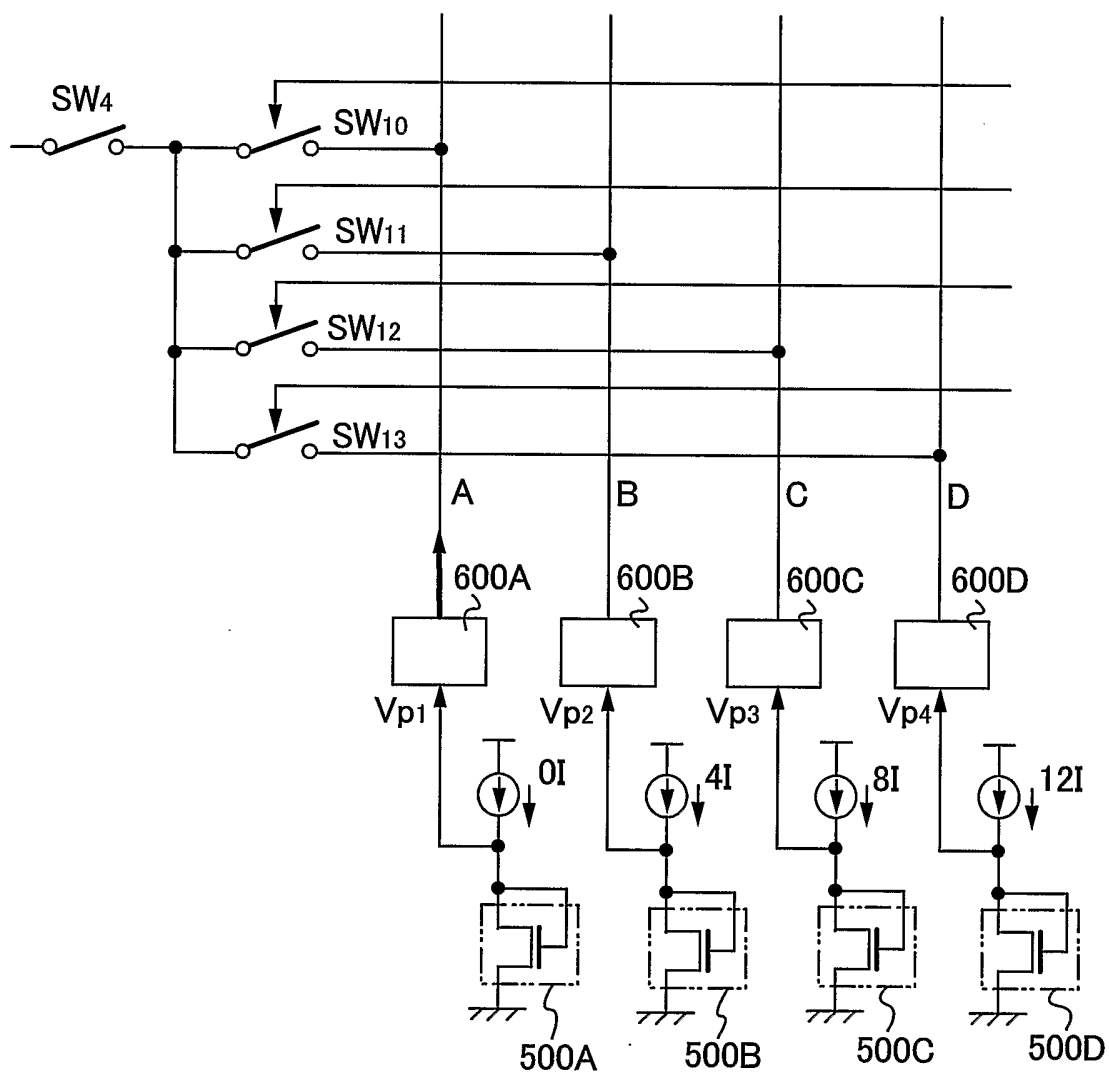 SW4
SW10
SW11
SW12
SW13
A B C D
600A 600B 600C 600D
Vp1 Vp2 Vp3 Vp4
0I 4I 8I 12I
500A 500B 500C 500D